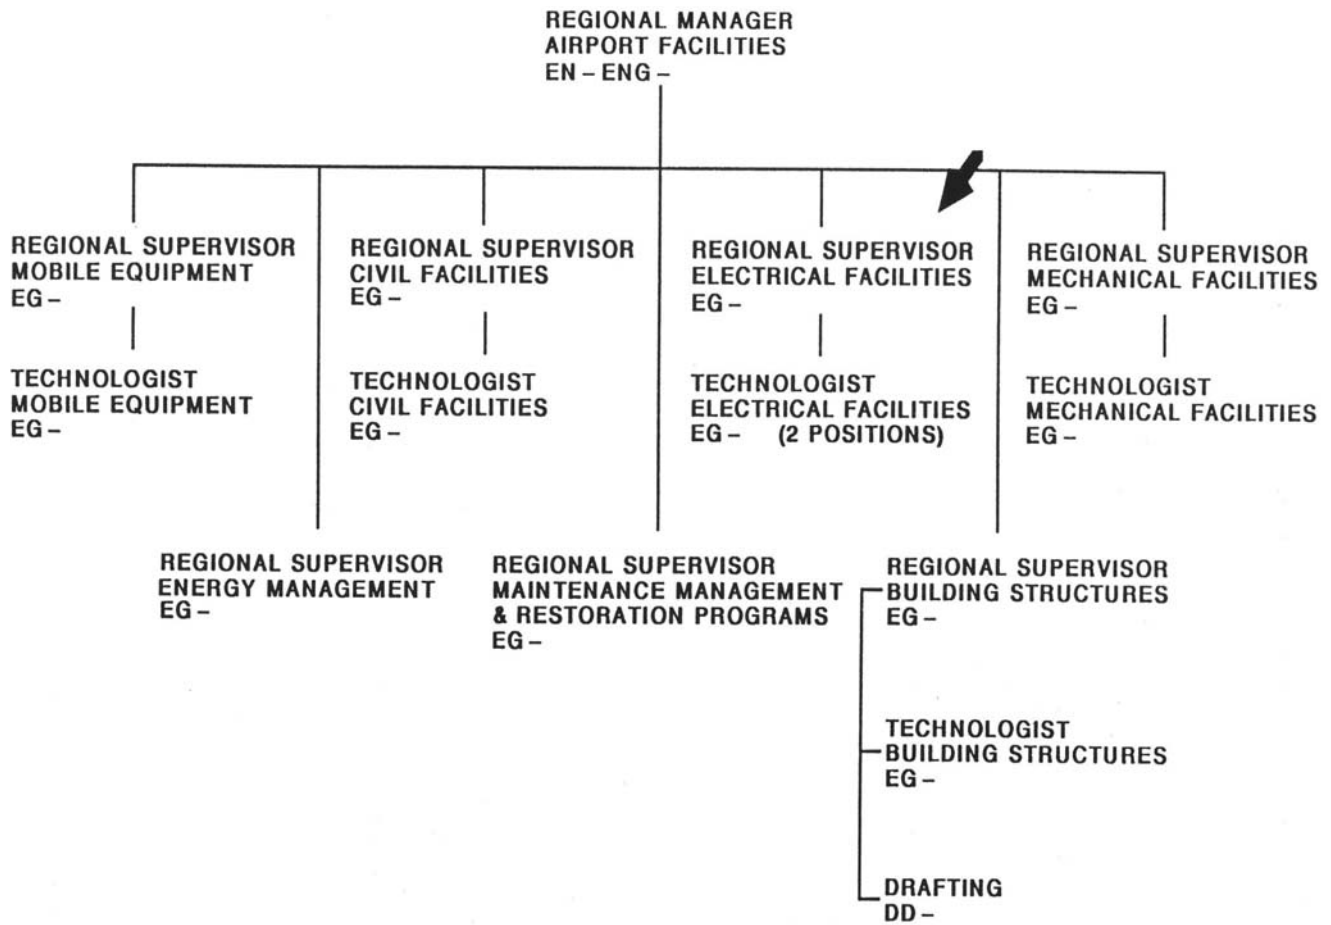 REGIONAL MANAGER
AIRPORT FACILITIES
EN – ENG –
REGIONAL SUPERVISOR
MOBILE EQUIPMENT
EG –
REGIONAL SUPERVISOR
CIVIL FACILITIES
EG –
REGIONAL SUPERVISOR
ELECTRICAL FACILITIES
EG –
REGIONAL SUPERVISOR
MECHANICAL FACILITIES
EG –
TECHNOLOGIST
MOBILE EQUIPMENT
EG –
TECHNOLOGIST
CIVIL FACILITIES
EG –
TECHNOLOGIST
ELECTRICAL FACILITIES
EG – (2 POSITIONS)
TECHNOLOGIST
MECHANICAL FACILITIES
EG –
REGIONAL SUPERVISOR
ENERGY MANAGEMENT
EG –
REGIONAL SUPERVISOR
MAINTENANCE MANAGEMENT
& RESTORATION PROGRAMS
EG –
REGIONAL SUPERVISOR
BUILDING STRUCTURES
EG –
TECHNOLOGIST
BUILDING STRUCTURES
EG –
DRAFTING
DD –